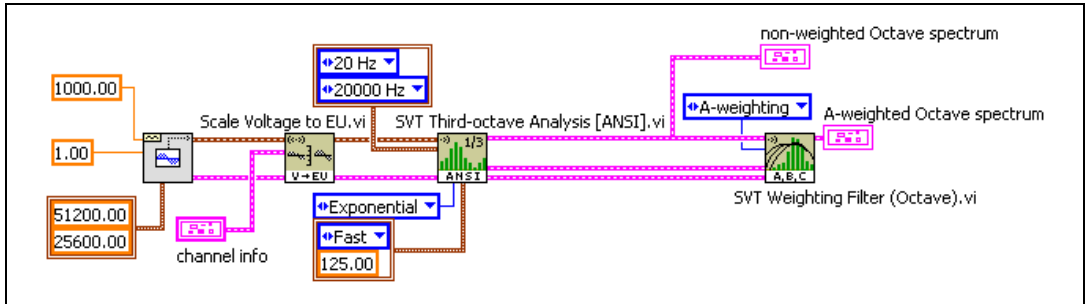 non-weighted Octave spectrum
20 Hz
20000 Hz
1000.00
A-weighting
A-weighted Octave spectrum
Scale Voltage to EU.vi
SVT Third-octave Analysis [ANSI].vi
1/3
1.00
V→EU
ANSI
A,B,C
SVT Weighting Filter (Octave).vi
Exponential
51200.00
25600.00
Fast
125.00
channel info